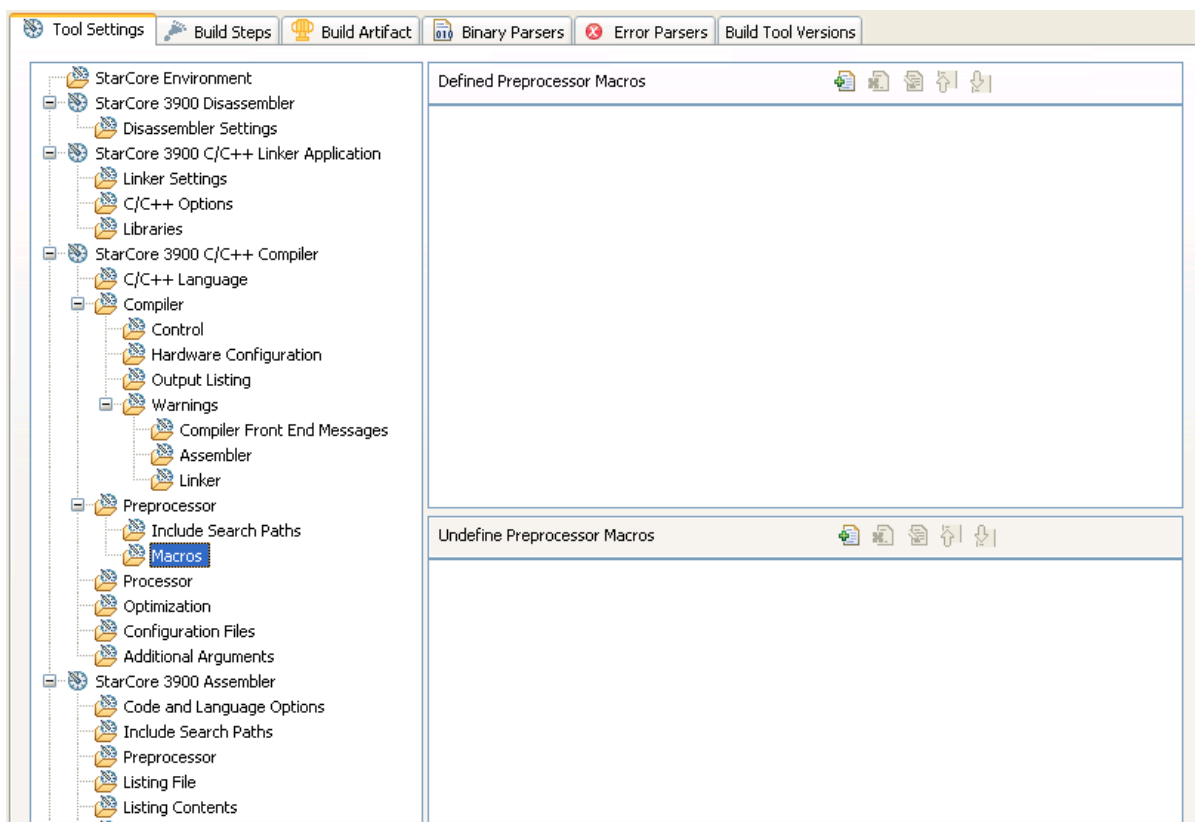 Tool Settings
Build Steps
Build Artifact
Binary Parsers
Error Parsers
Build Tool Versions
StarCore Environment
StarCore 3900 Disassembler
Disassembler Settings
StarCore 3900 C/C++ Linker Application
Linker Settings
C/C++ Options
Libraries
StarCore 3900 C/C++ Compiler
C/C++ Language
Compiler
Control
Hardware Configuration
Output Listing
Warnings
Compiler Front End Messages
Assembler
Linker
Preprocessor
Include Search Paths
Macros
Processor
Optimization
Configuration Files
Additional Arguments
StarCore 3900 Assembler
Code and Language Options
Include Search Paths
Preprocessor
Listing File
Listing Contents
Defined Preprocessor Macros
Undefine Preprocessor Macros